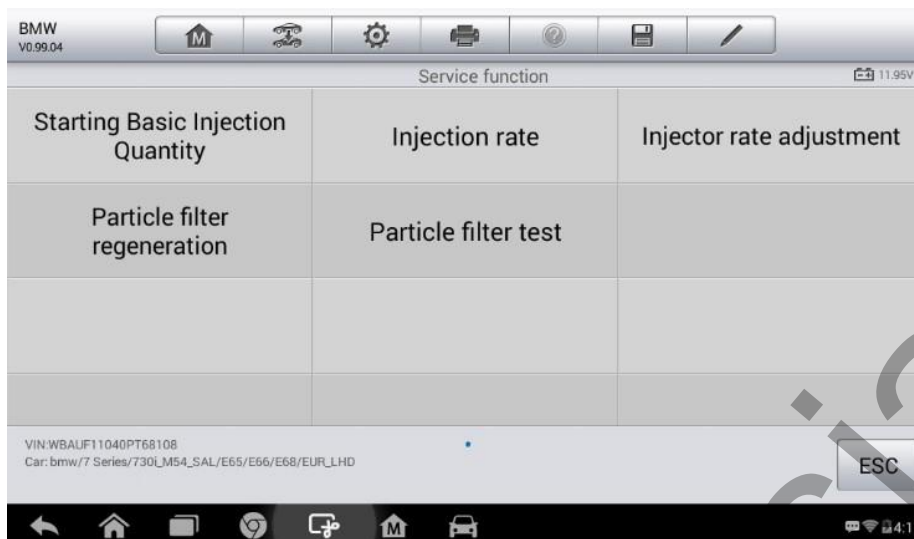 BMW
V0.99.04
Service function
11.95V
Starting Basic Injection
Quantity
Injection rate
Injector rate adjustment
Particle filter
regeneration
Particle filter test
VIN:WBAUF11040PT68108
Car: bmw/7 Series/730i_M54_SAL/E65/E66/E68/EUR_LHD
ESC